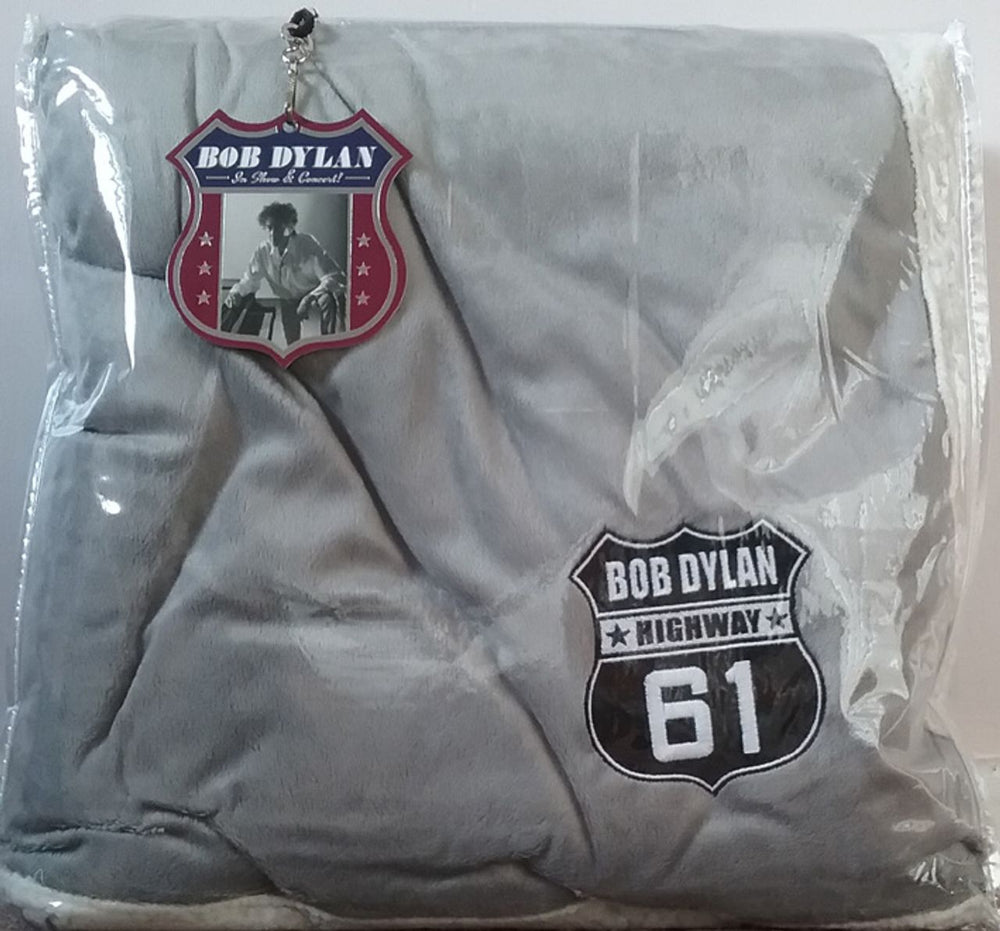 BOB DYLAN
In Show & Concert!
BOB DYLAN
HIGHWAY
61